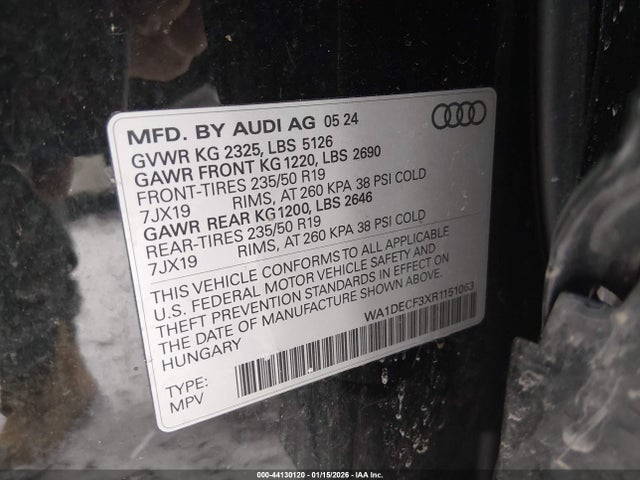 MFD. BY AUDI AG 05 24
GVWR KG 2325, LBS 5126
GAWR FRONT KG1220, LBS 2690
FRONT-TIRES 235/50 R19
7JX19 RIMS, AT 260 KPA 38 PSI COLD
GAWR REAR KG1200, LBS 2646
REAR-TIRES 235/50 R19
7JX19 RIMS, AT 260 KPA 38 PSI COLD
THIS VEHICLE CONFORMS TO ALL APPLICABLE
U.S. FEDERAL MOTOR VEHICLE SAFETY AND
THEFT PREVENTION STANDARDS IN EFFECT ON
THE DATE OF MANUFACTURE SHOWN ABOVE.
HUNGARY
WA1DECF3XR1151063
TYPE:
MPV
000-44130120 - 01/15/2026 - IAA Inc.